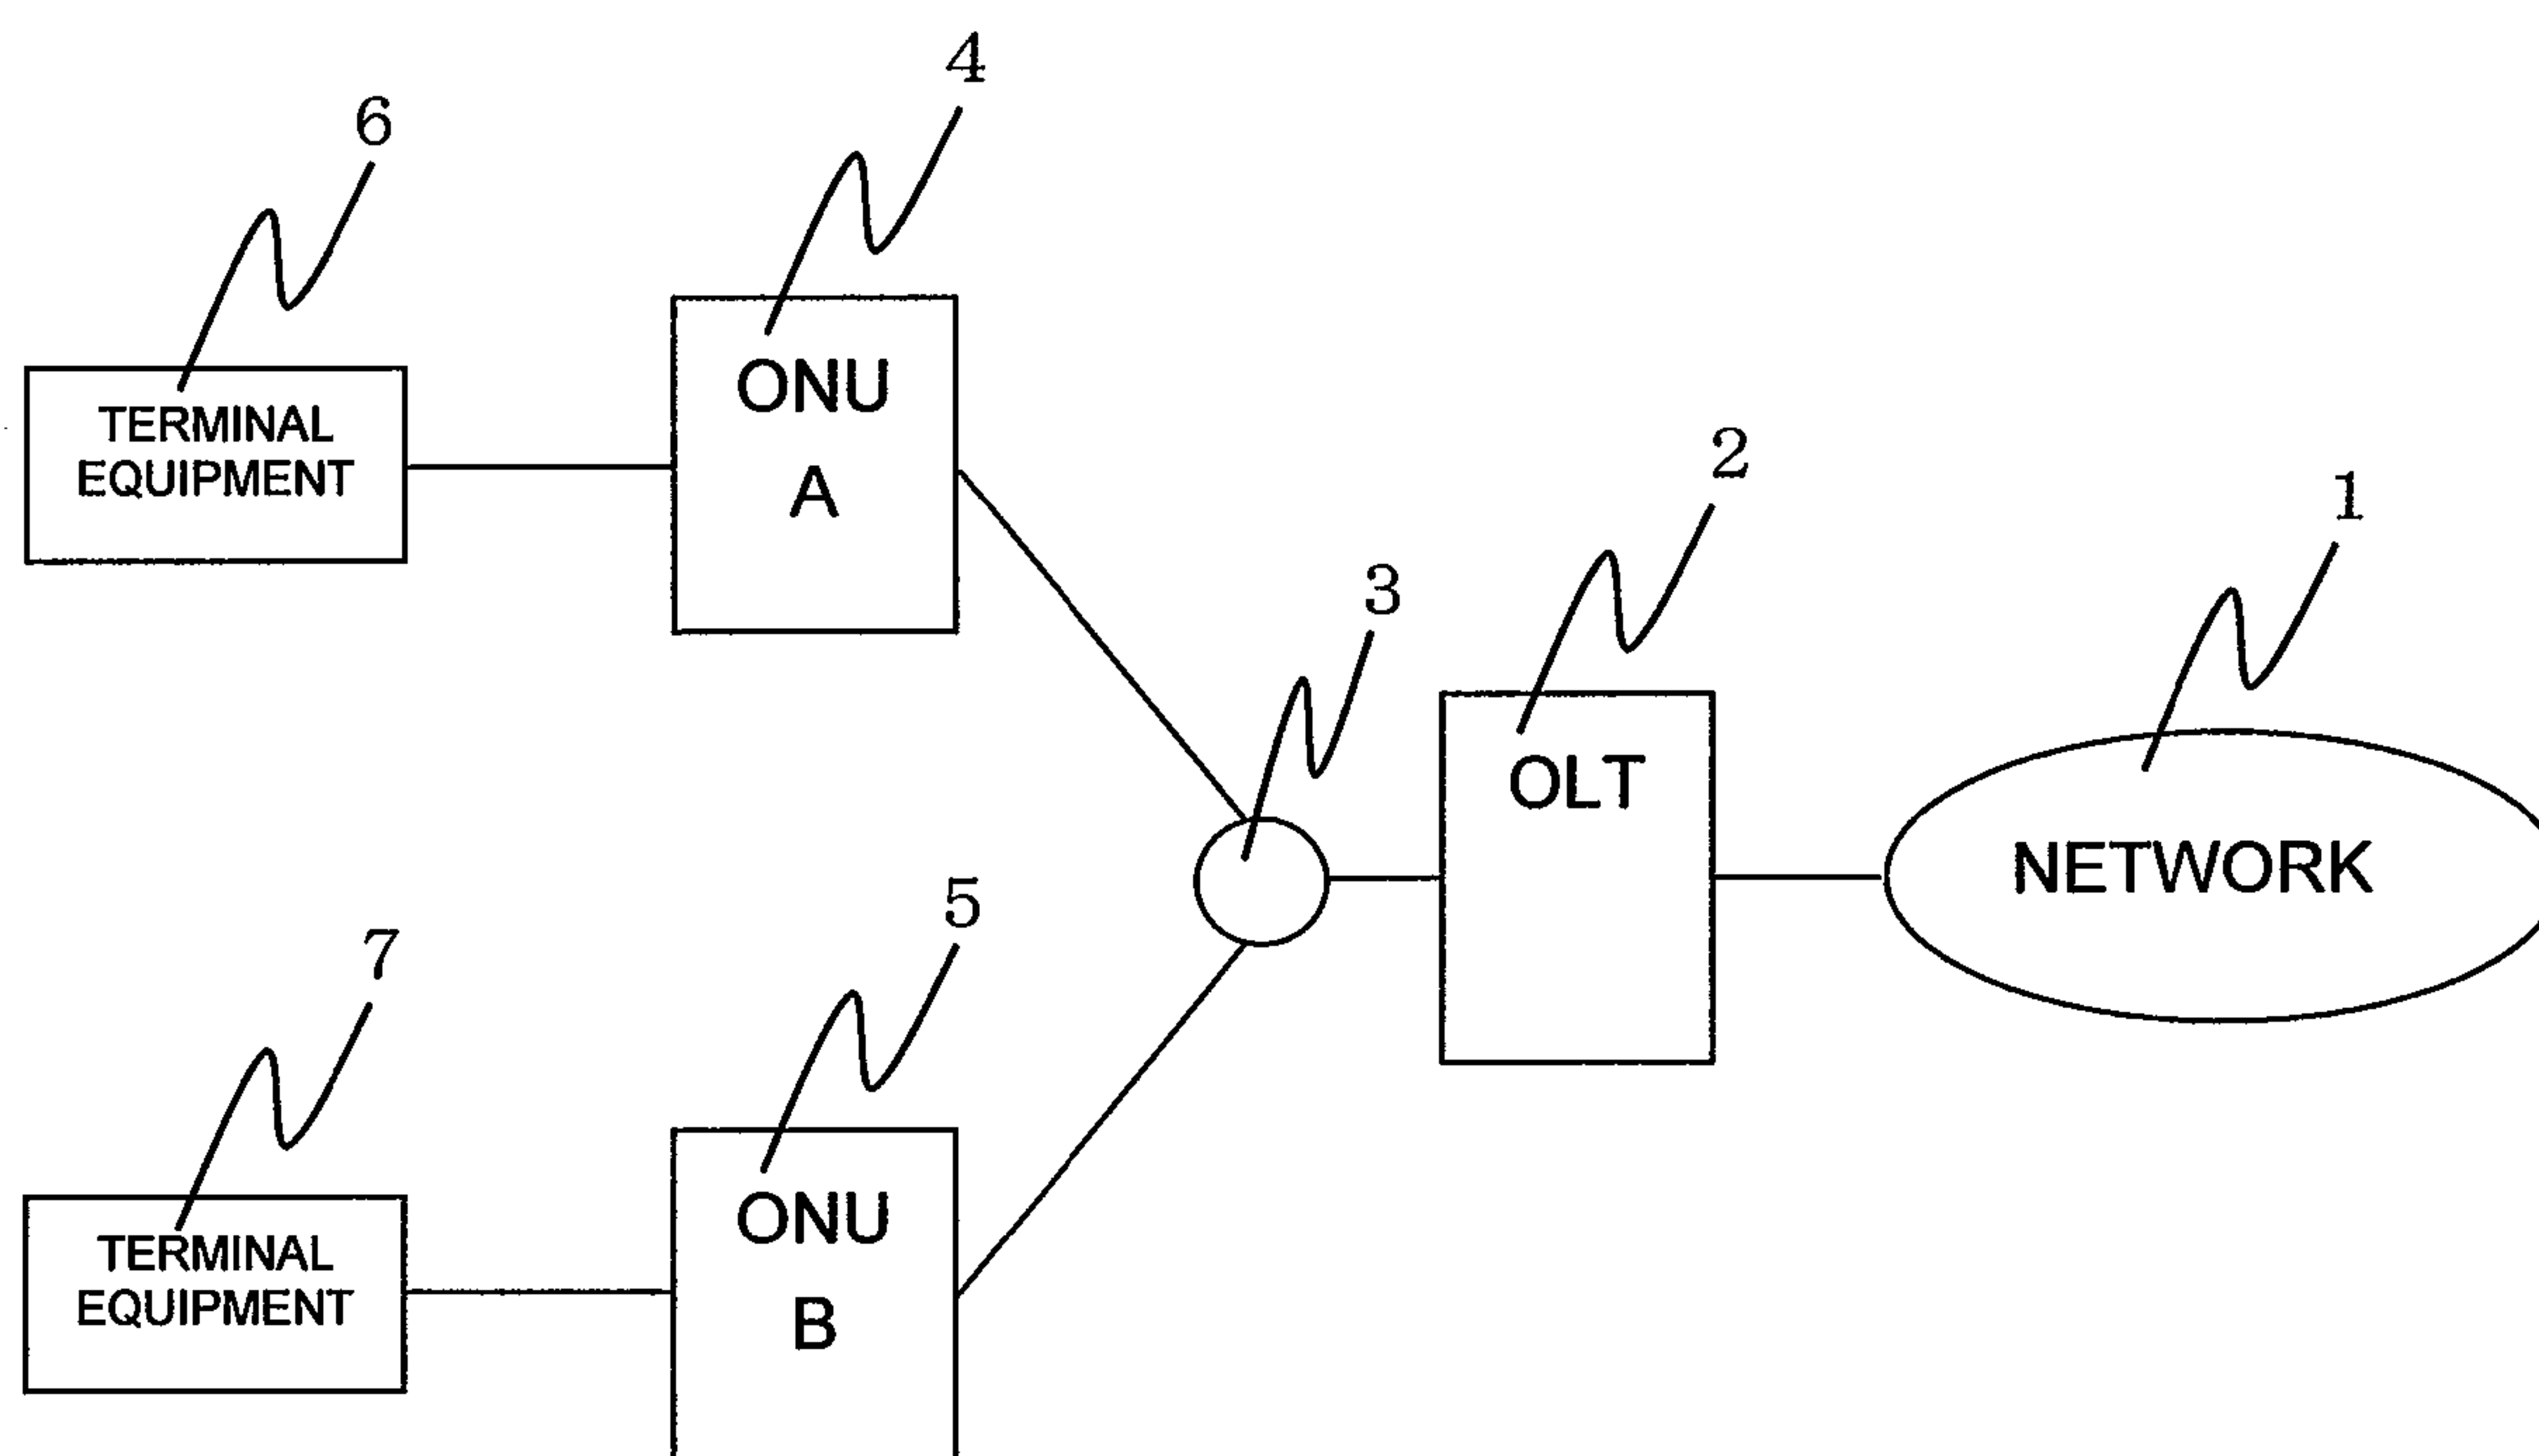 4
6
ONU
A
TERMINAL
EQUIPMENT
2
1
3
OLT
NETWORK
5
7
ONU
B
TERMINAL
EQUIPMENT